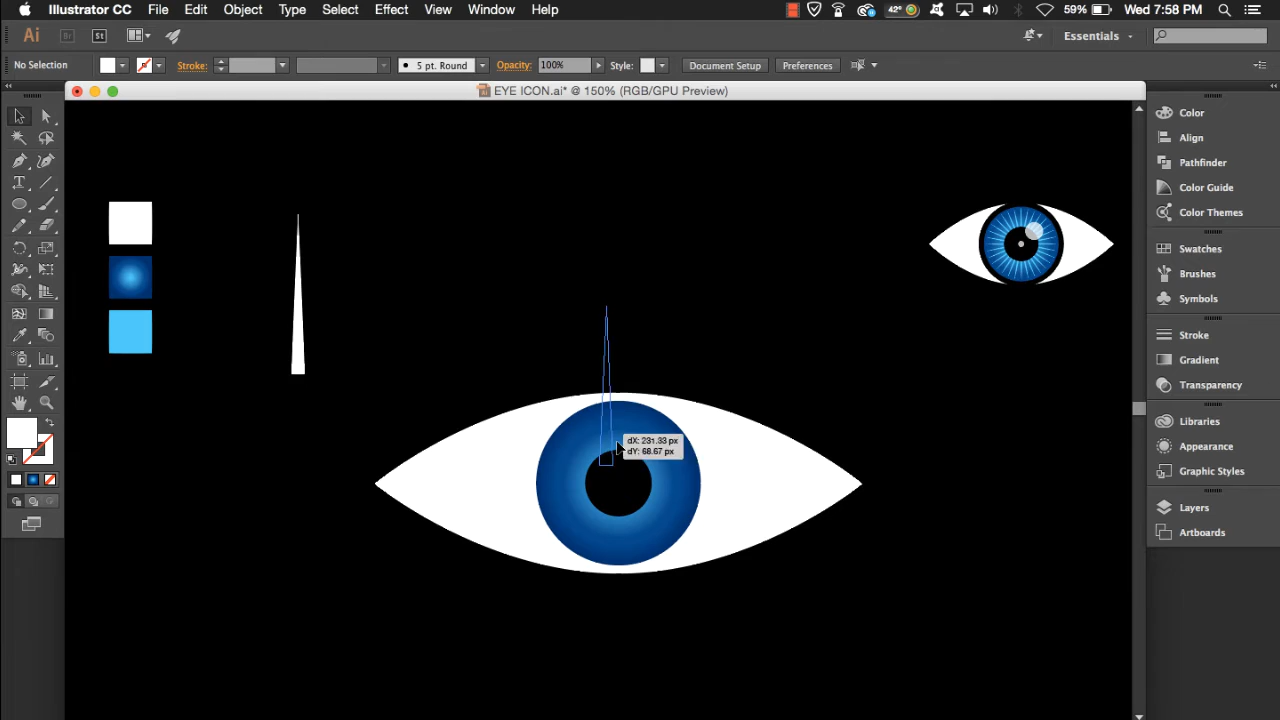 Illustrator CC File Edit Object Type Select Effect View Window Help
42° 59% Wed 7:58 PM
Ai Br St Essentials
No Selection Stroke: 5 pt. Round Opacity: 100% Style: Document Setup Preferences
EYE ICON.ai* @ 150% (RGB/GPU Preview)
Color
Align
Pathfinder
Color Guide
Color Themes
Swatches
Brushes
Symbols
Stroke
Gradient
Transparency
Libraries
Appearance
Graphic Styles
Layers
Artboards
dX: 231.33 px
dY: 68.67 px